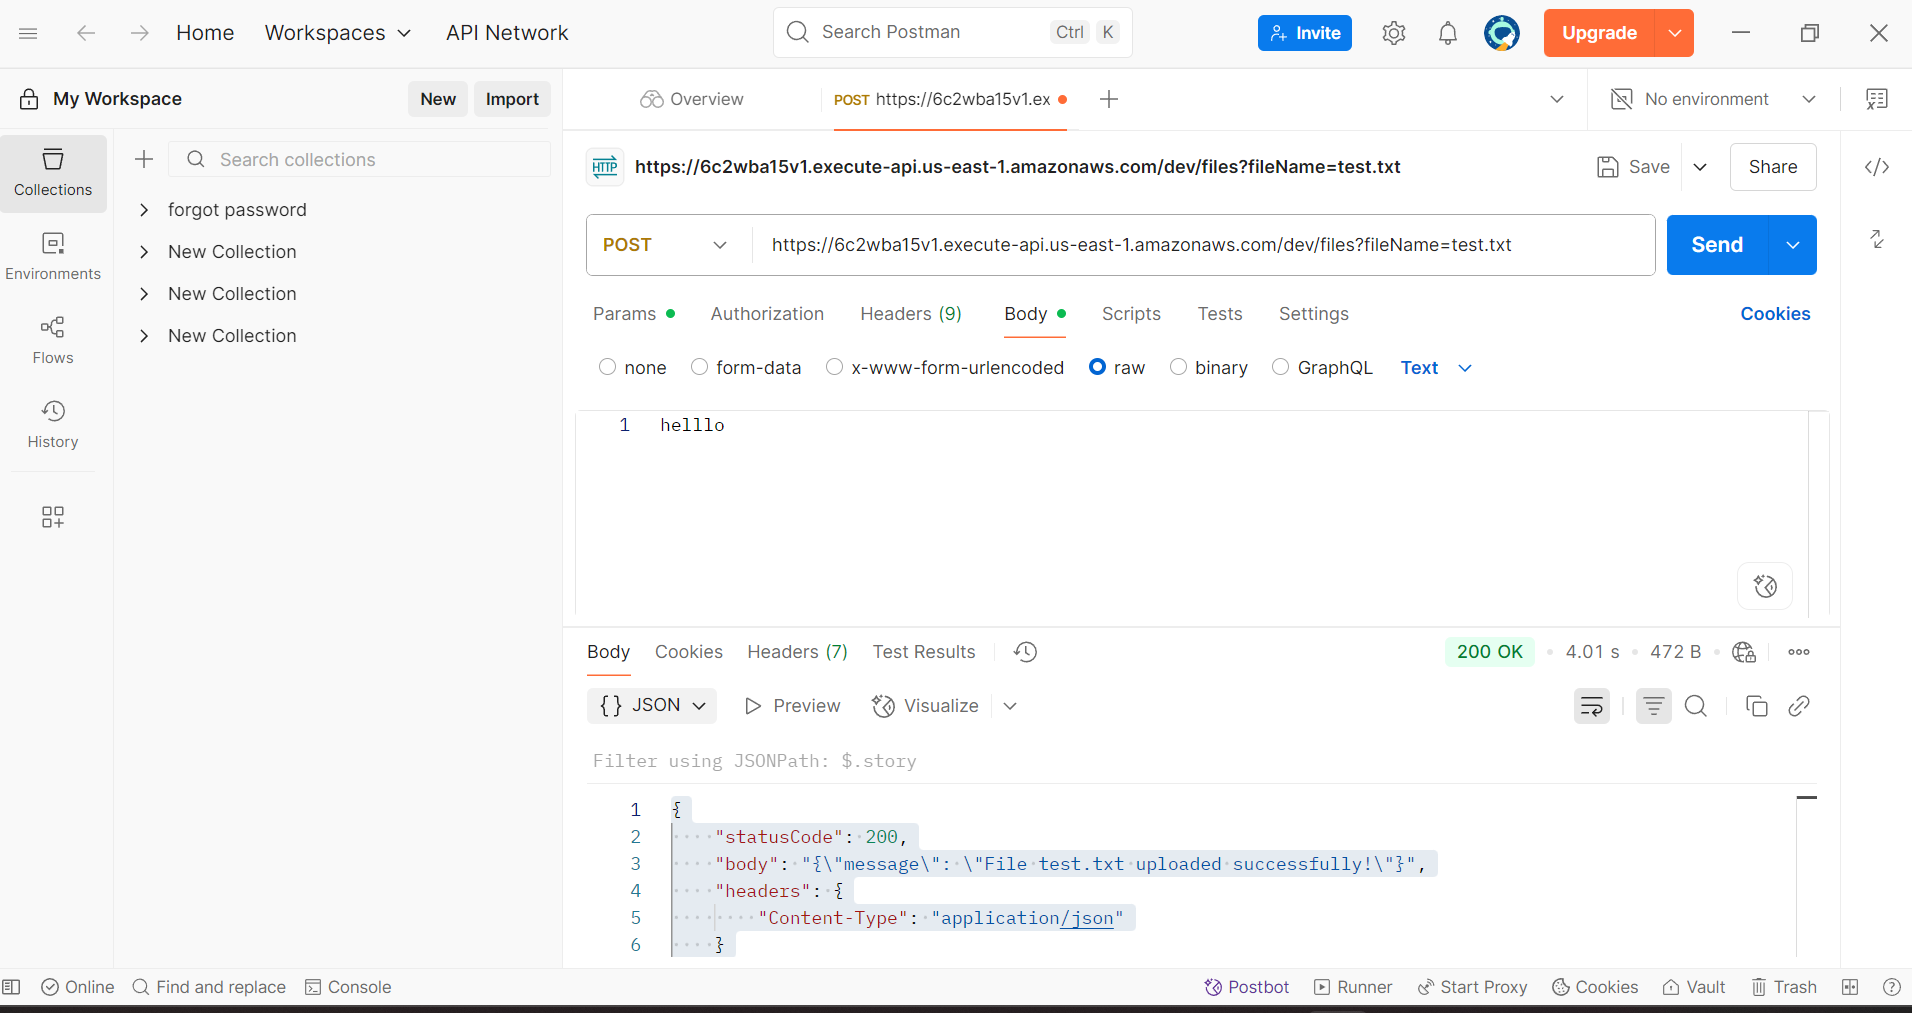 Home Workspaces API Network Search Postman Ctrl K Invite Upgrade
My Workspace New Import Overview POST https://6c2wba15v1.ex No environment
Collections
Environments
Flows
History
Search collections
forgot password
New Collection
New Collection
New Collection
HTTP https://6c2wba15v1.execute-api.us-east-1.amazonaws.com/dev/files?fileName=test.txt Save Share
POST https://6c2wba15v1.execute-api.us-east-1.amazonaws.com/dev/files?fileName=test.txt Send
Params Authorization Headers (9) Body Scripts Tests Settings Cookies
none form-data x-www-form-urlencoded raw binary GraphQL Text
1 helllo
Body Cookies Headers (7) Test Results 200 OK • 4.01 s • 472 B •
{} JSON Preview Visualize
Filter using JSONPath: $.story
1 {
2 "statusCode": 200,
3 "body": "{\"message\": \"File test.txt uploaded successfully!\"}",
4 "headers": {
5 "Content-Type": "application/json"
6 }
Online Find and replace Console Postbot Runner Start Proxy Cookies Vault Trash